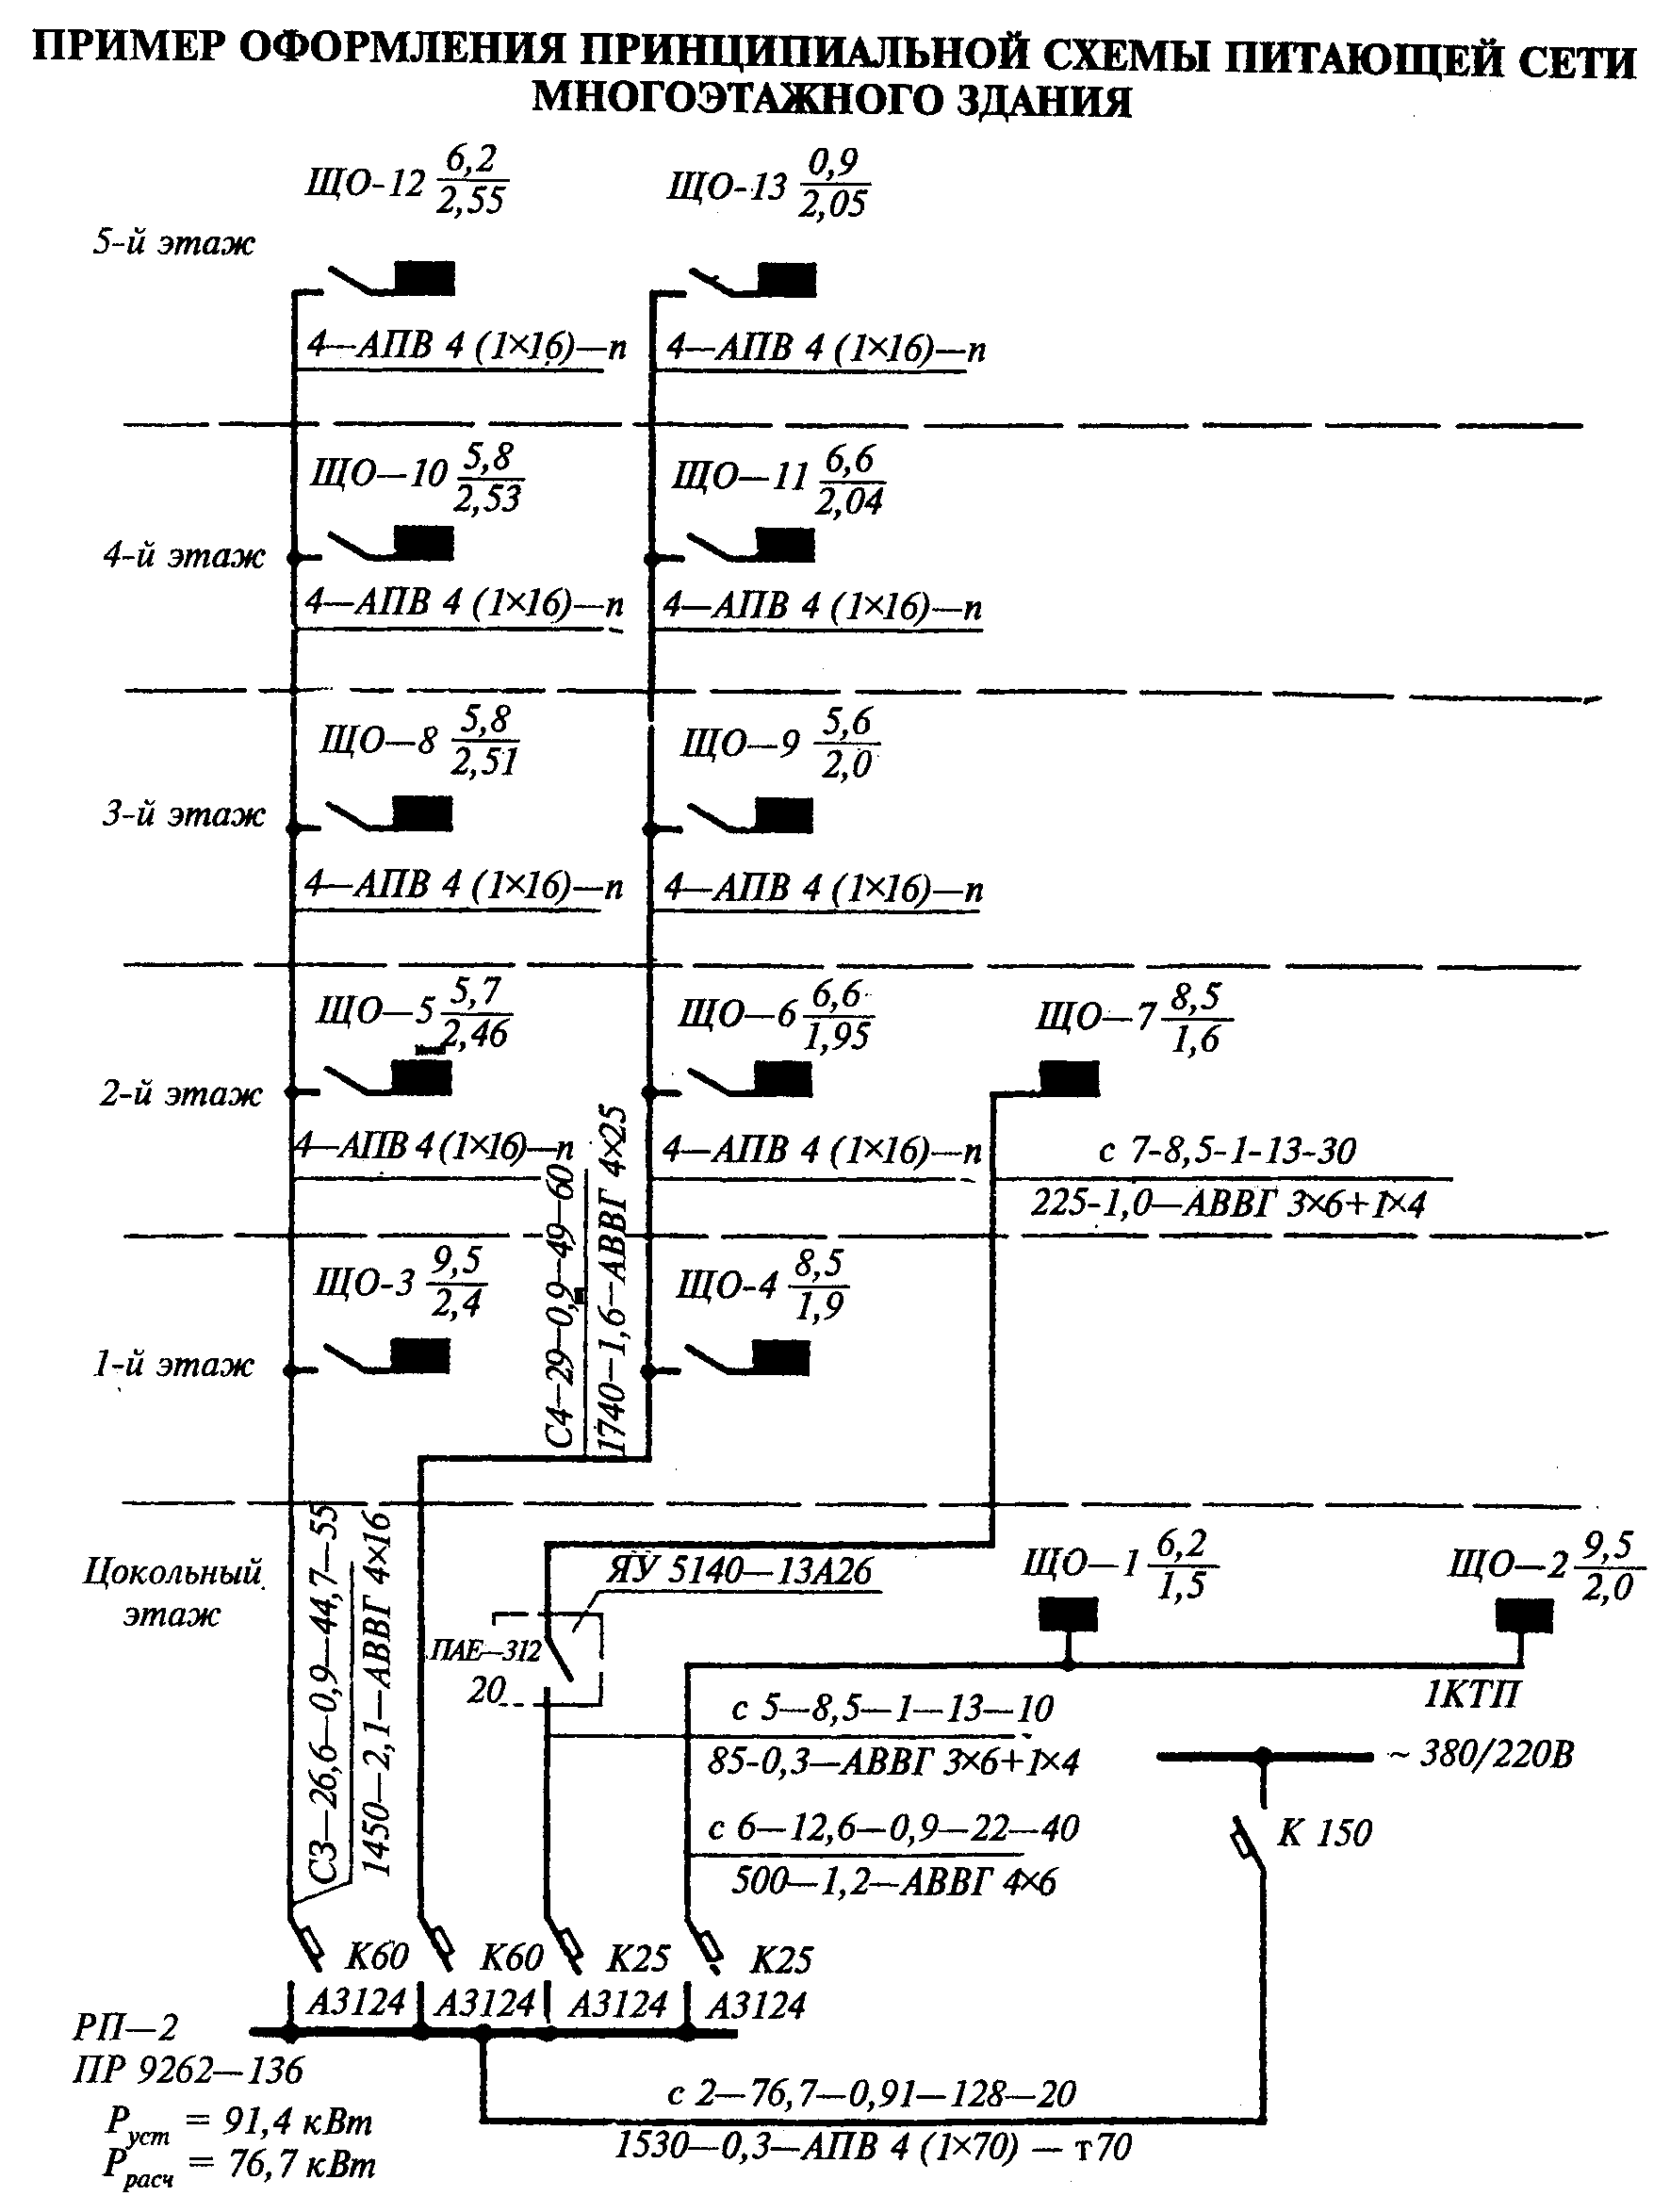 ПРИМЕР ОФОРМЛЕНИЯ ПРИНЦИПИАЛЬНОЙ СХЕМЫ ПИТАЮЩЕЙ СЕТИ
МНОГОЭТАЖНОГО ЗДАНИЯ
ЩО-12 6,2
2,55
ЩО-13 0,9
2,05
5-й этаж
4—АПВ 4 (1×16)—п
4—АПВ 4 (1×16)—п
ЩО—10 5,8
2,53
ЩО—11 6,6
2,04
4-й этаж
4—АПВ 4 (1×16)—п
4—АПВ 4 (1×16)—п
ЩО—8 5,8
2,51
ЩО—9 5,6
2,0
3-й этаж
4—АПВ 4 (1×16)—п
4—АПВ 4 (1×16)—п
ЩО—5 5,7
2,46
ЩО—6 6,6
1,95
ЩО—7 8,5
1,6
2-й этаж
4—АПВ 4 (1×16)—п
4—АПВ 4 (1×16)—п
с 7-8,5-1-13-30
225-1,0—АВВГ 3×6+1×4
С4—29—0,9—49—60
1740—1,6—АВВГ 4×25
ЩО-3 9,5
2,4
ЩО-4 8,5
1,9
1-й этаж
Цокольный
этаж
С3—26,6—0,9—44,7—55
1450—2,1—АВВГ 4×16
ЯУ 5140—13А26
ПАЕ—312
20
ЩО—1 6,2
1,5
ЩО—2 9,5
2,0
1КТП
с 5—8,5—1—13—10
85-0,3—АВВГ 3×6+1×4
~ 380/220В
с 6—12,6—0,9—22—40
500—1,2—АВВГ 4×6
К 150
К60
К60
К25
К25
А3124
А3124
А3124
А3124
РП—2
ПР 9262—136
Руст = 91,4 кВт
Ррасч = 76,7 кВт
с 2—76,7—0,91—128—20
1530—0,3—АПВ 4 (1×70) — т70